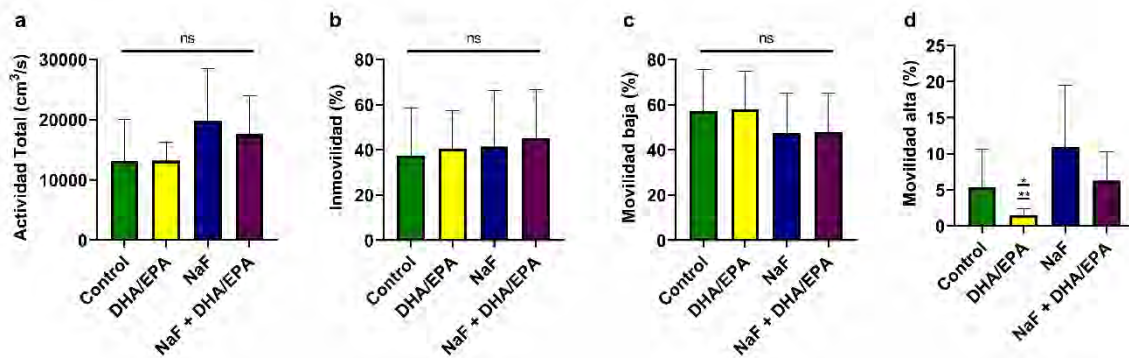 a
ns
Actividad Total (cm³/s)
30000
20000
10000
0
Control
DHA/EPA
NaF
NaF + DHA/EPA
b
ns
Inmovilidad (%)
80
60
40
20
0
Control
DHA/EPA
NaF
NaF + DHA/EPA
c
ns
Movilidad baja (%)
80
60
40
20
0
Control
DHA/EPA
NaF
NaF + DHA/EPA
d
Movilidad alta (%)
25
20
15
10
5
0
*
**
Control
DHA/EPA
NaF
NaF + DHA/EPA